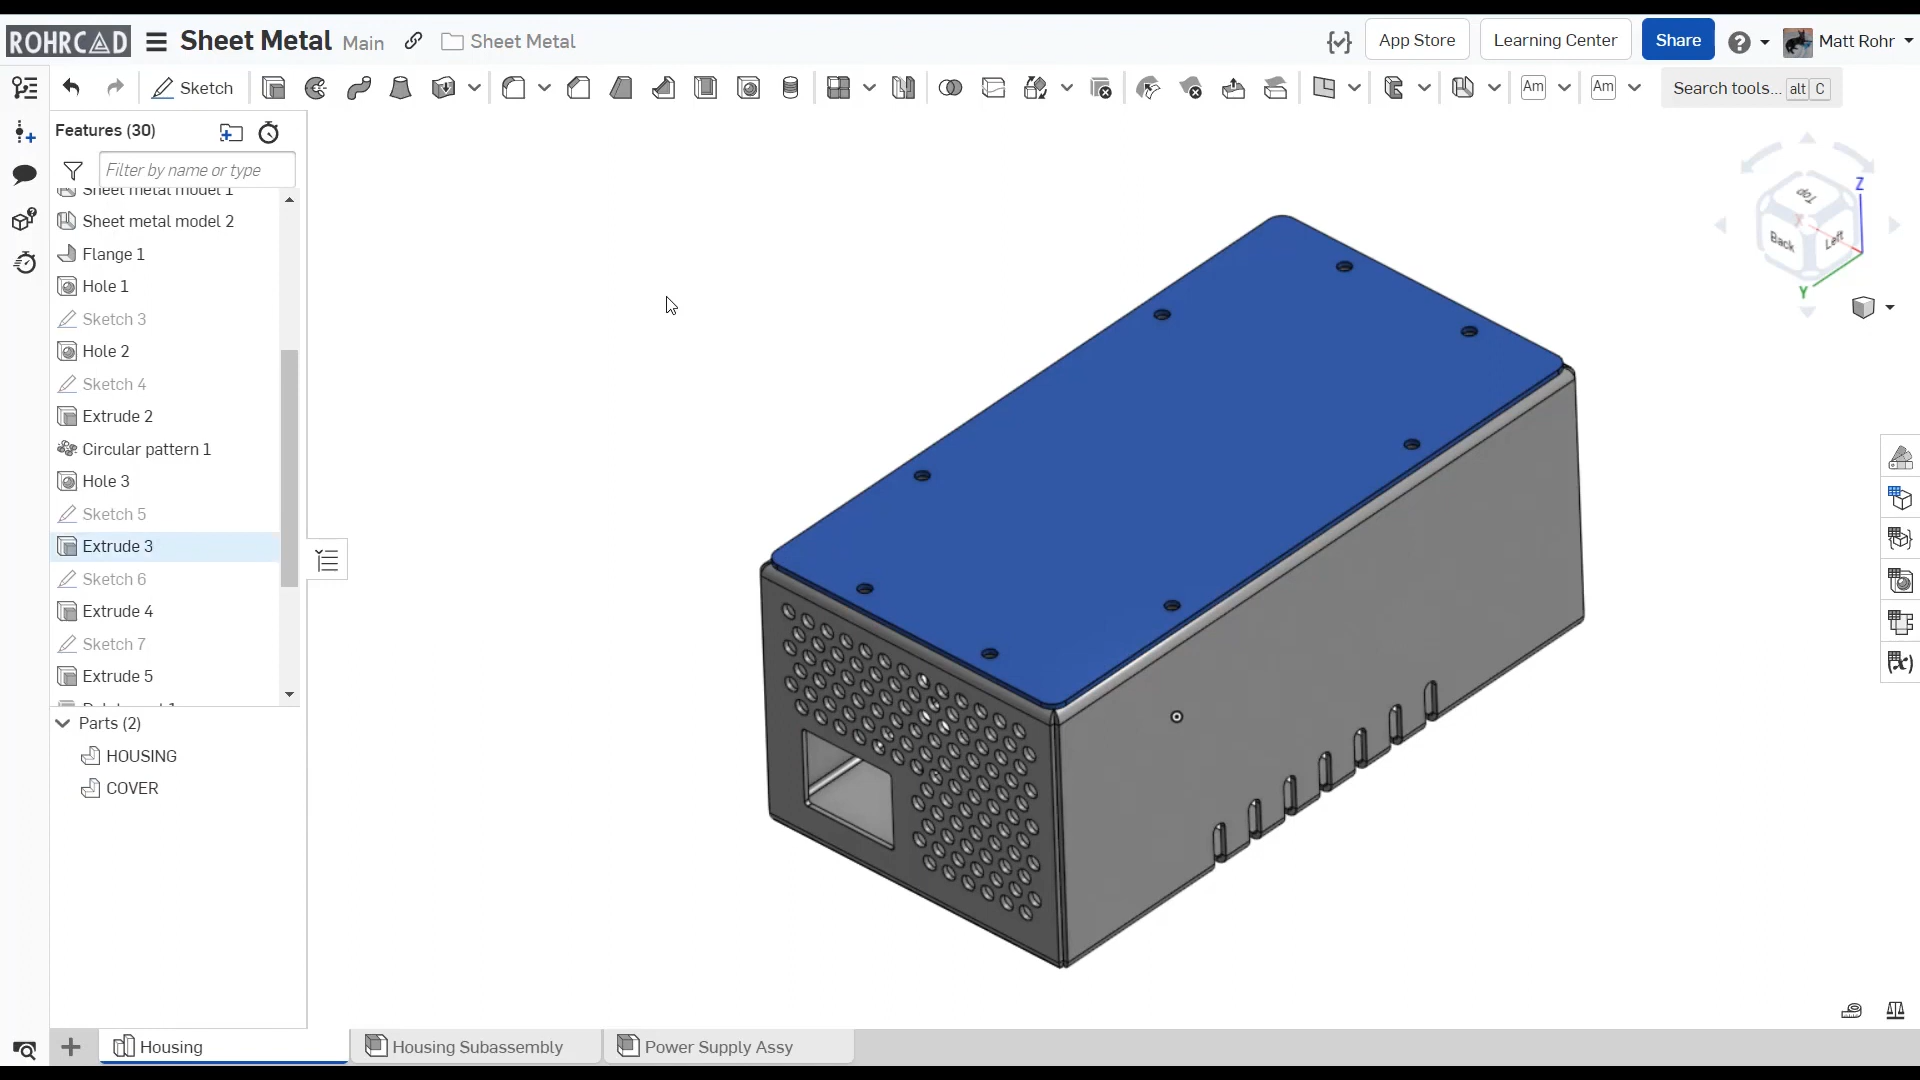 ROHRCAD
Sheet Metal Main Sheet Metal
App Store
Learning Center
Share
Matt Rohr
Sketch
Am
Am
Search tools... alt C
Features (30)
Filter by name or type
Sheet metal model 1
Sheet metal model 2
Flange 1
Hole 1
Sketch 3
Hole 2
Sketch 4
Extrude 2
Circular pattern 1
Hole 3
Sketch 5
Extrude 3
Sketch 6
Extrude 4
Sketch 7
Extrude 5
Parts (2)
HOUSING
COVER
Top
Back
Left
X
Y
Z
Housing
Housing Subassembly
Power Supply Assy